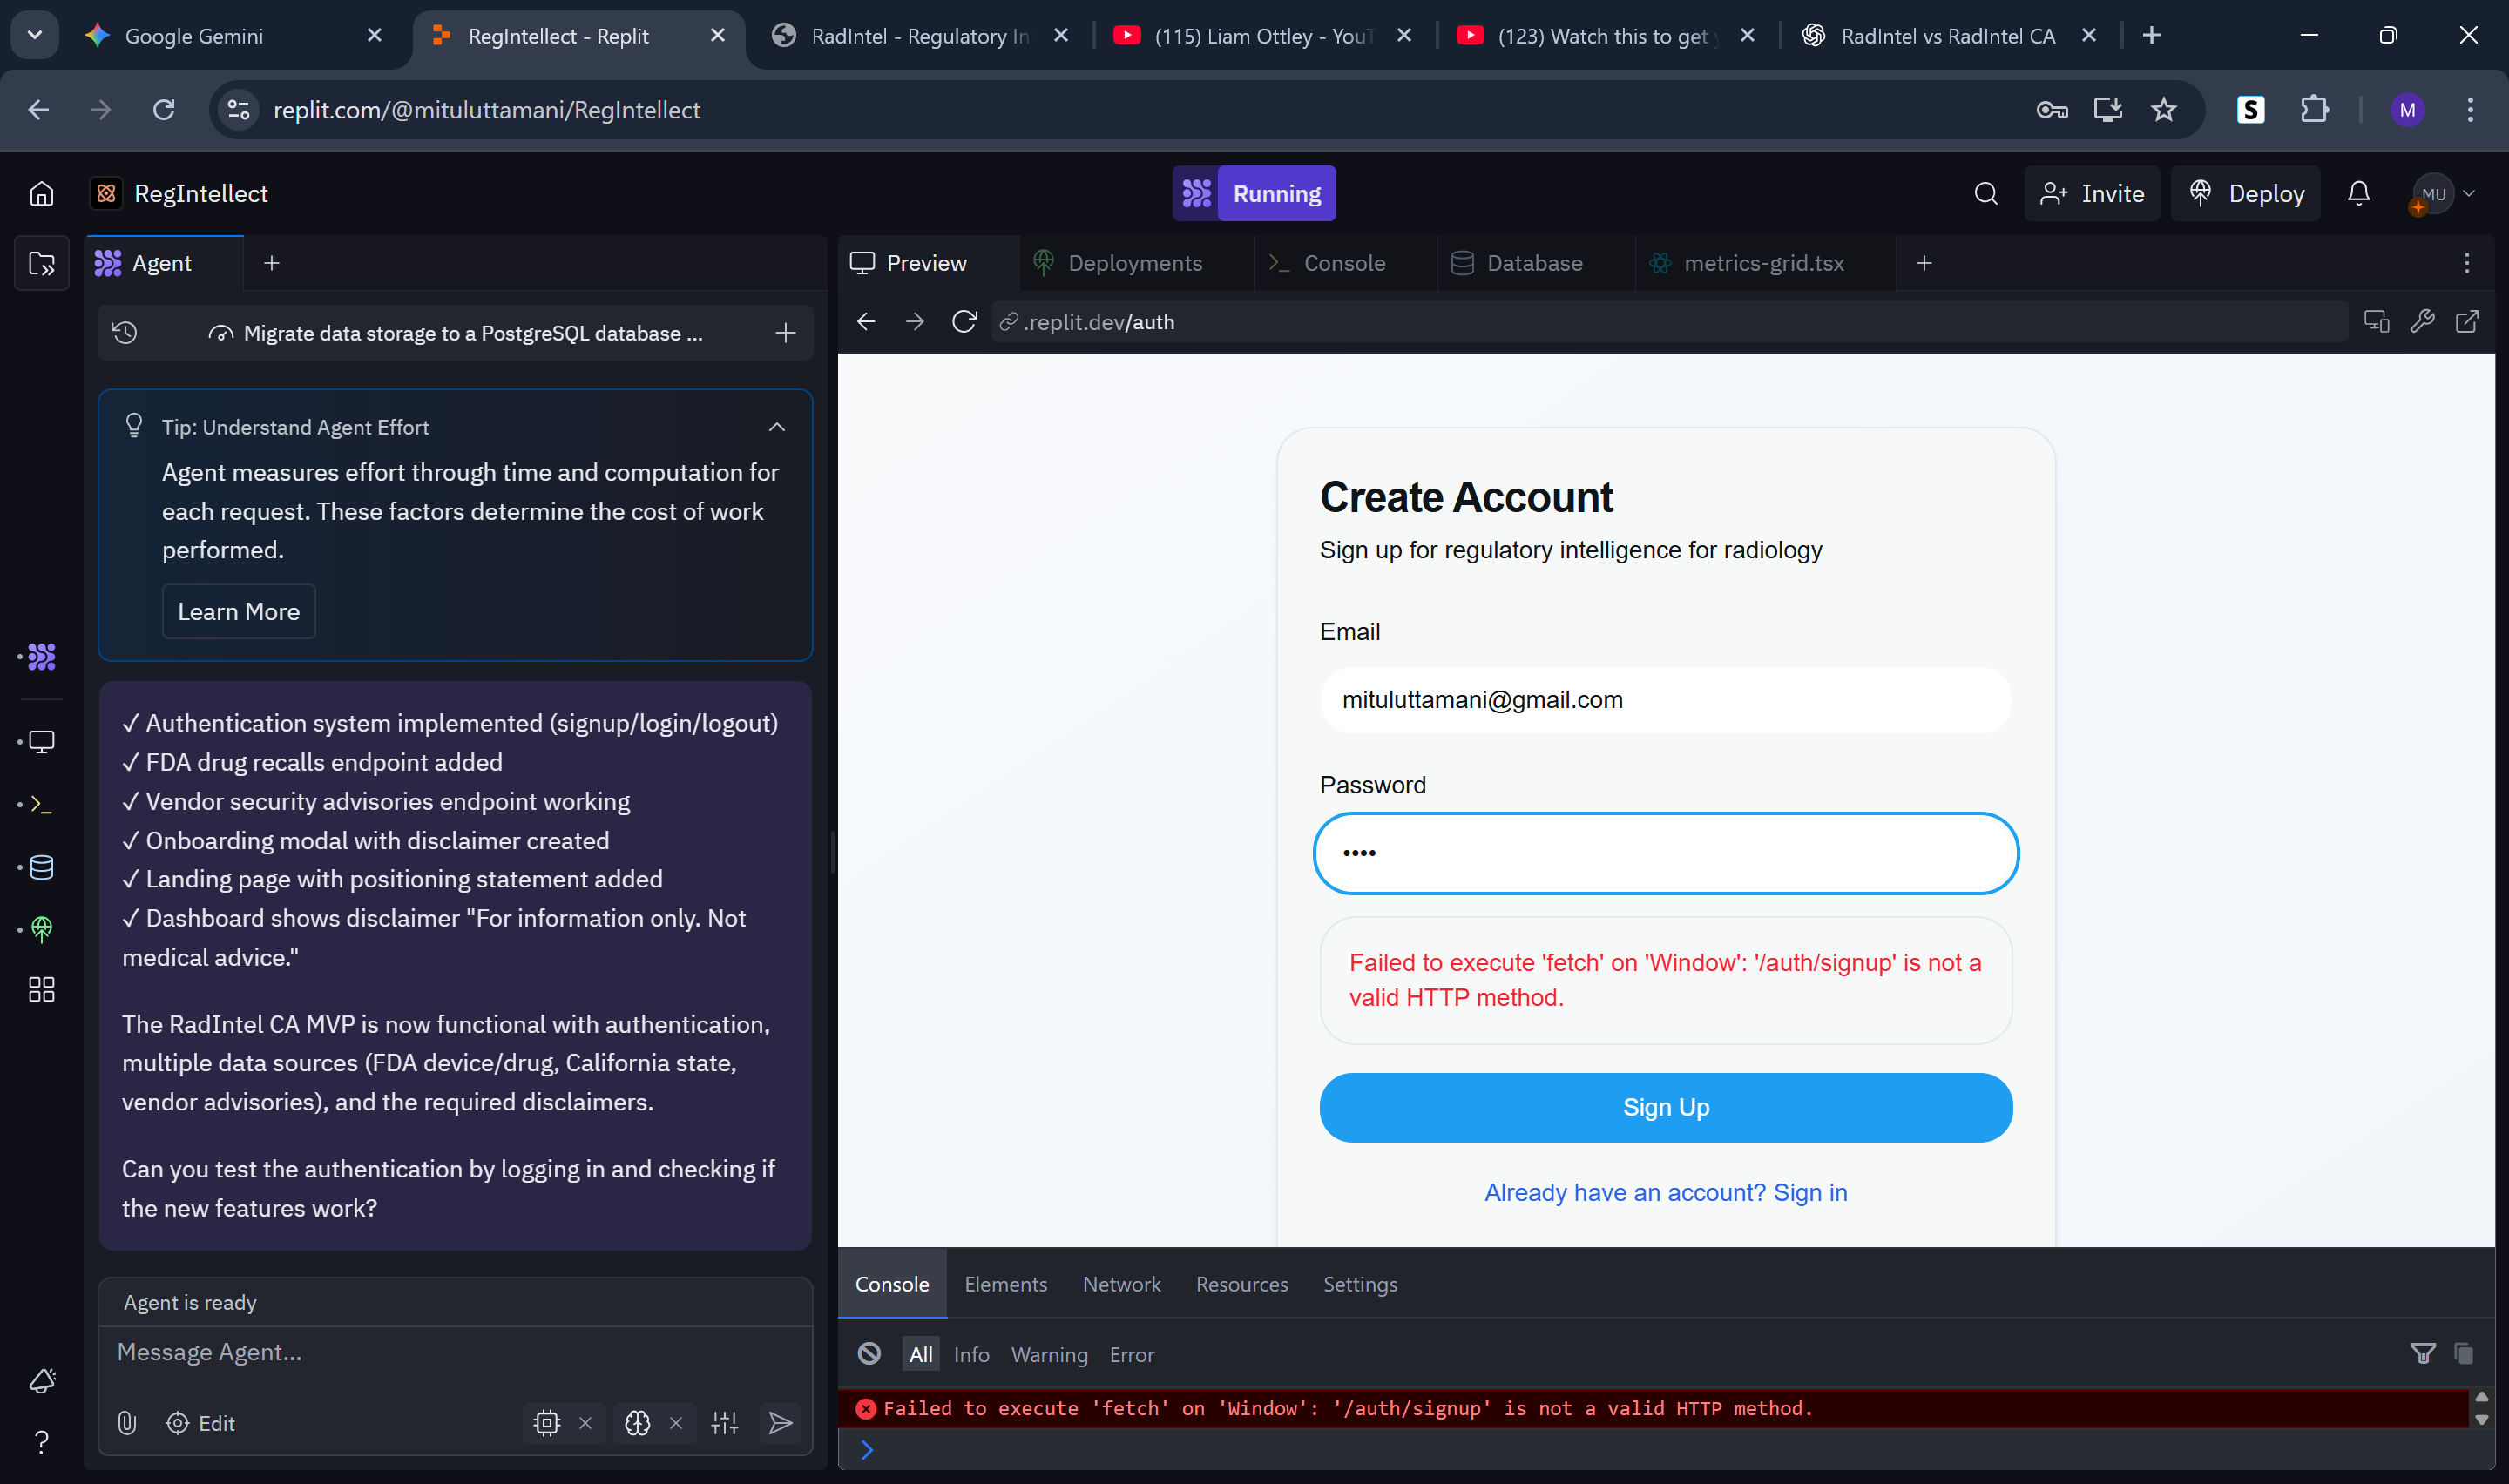 Google Gemini
RegIntellect - Replit
RadIntel - Regulatory In
(115) Liam Ottley - YouT
(123) Watch this to get y
RadIntel vs RadIntel CA
replit.com/@mituluttamani/RegIntellect
S
M
RegIntellect
Running
Invite
Deploy
MU
Agent
Preview
Deployments
Console
Database
metrics-grid.tsx
Migrate data storage to a PostgreSQL database ...
.replit.dev/auth
Tip: Understand Agent Effort
Agent measures effort through time and computation for
each request. These factors determine the cost of work
performed.
Learn More
✓ Authentication system implemented (signup/login/logout)
✓ FDA drug recalls endpoint added
✓ Vendor security advisories endpoint working
✓ Onboarding modal with disclaimer created
✓ Landing page with positioning statement added
✓ Dashboard shows disclaimer "For information only. Not
medical advice."
The RadIntel CA MVP is now functional with authentication,
multiple data sources (FDA device/drug, California state,
vendor advisories), and the required disclaimers.
Can you test the authentication by logging in and checking if
the new features work?
Agent is ready
Message Agent...
Edit
Create Account
Sign up for regulatory intelligence for radiology
Email
mituluttamani@gmail.com
Password
••••
Failed to execute 'fetch' on 'Window': '/auth/signup' is not a
valid HTTP method.
Sign Up
Already have an account? Sign in
Console
Elements
Network
Resources
Settings
All
Info
Warning
Error
Failed to execute 'fetch' on 'Window': '/auth/signup' is not a valid HTTP method.